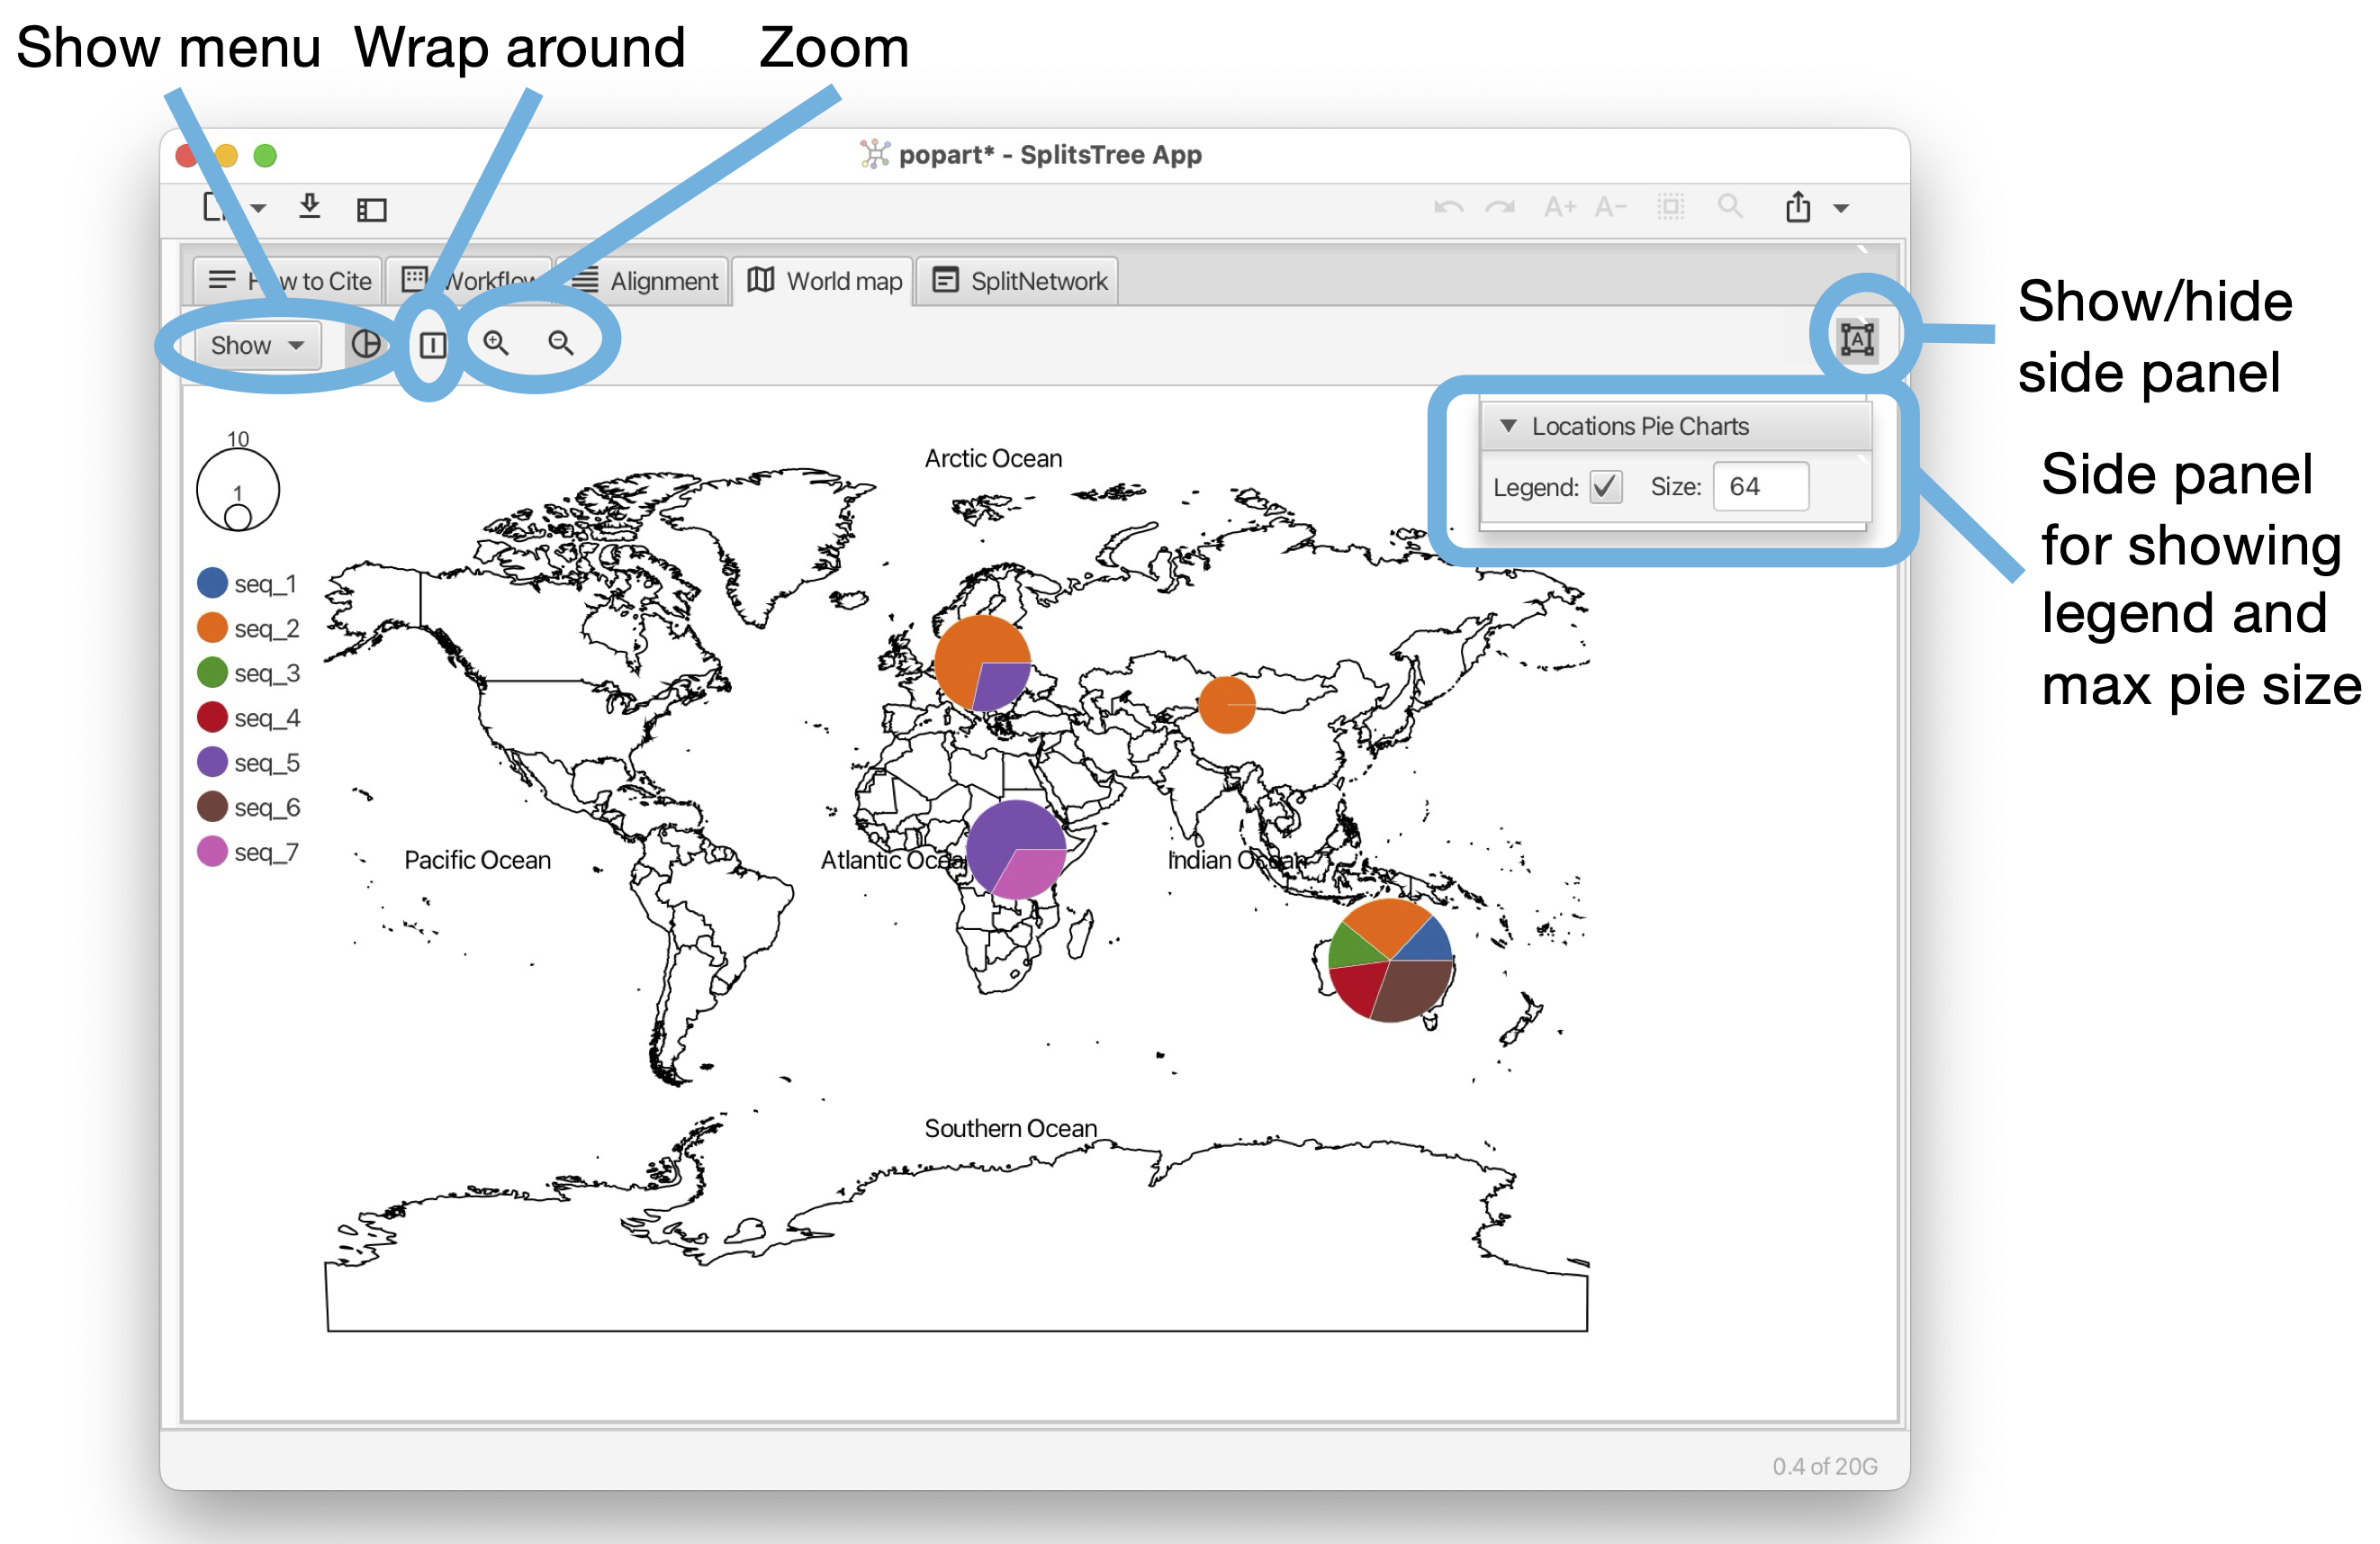 Show menu Wrap around Zoom
popart* - SplitsTree App
A+ A-
How to Cite Workflow Alignment World map SplitNetwork
Show
A
Show/hide
side panel
Locations Pie Charts
Legend: Size: 64
Side panel
for showing
legend and
max pie size
10
1
Arctic Ocean
seq_1
seq_2
seq_3
seq_4
seq_5
seq_6
seq_7
Pacific Ocean Atlantic Ocean Indian Ocean
Southern Ocean
0.4 of 20G